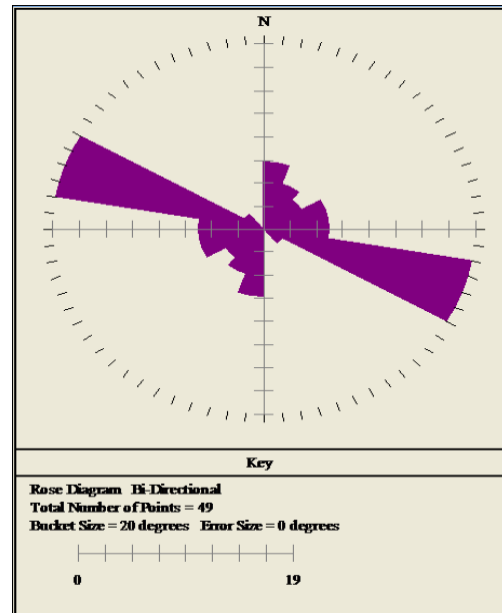 N
Key
Rose Diagram Bi-Directional
Total Number of Points = 49
Bucket Size = 20 degrees Error Size = 0 degrees
0 19